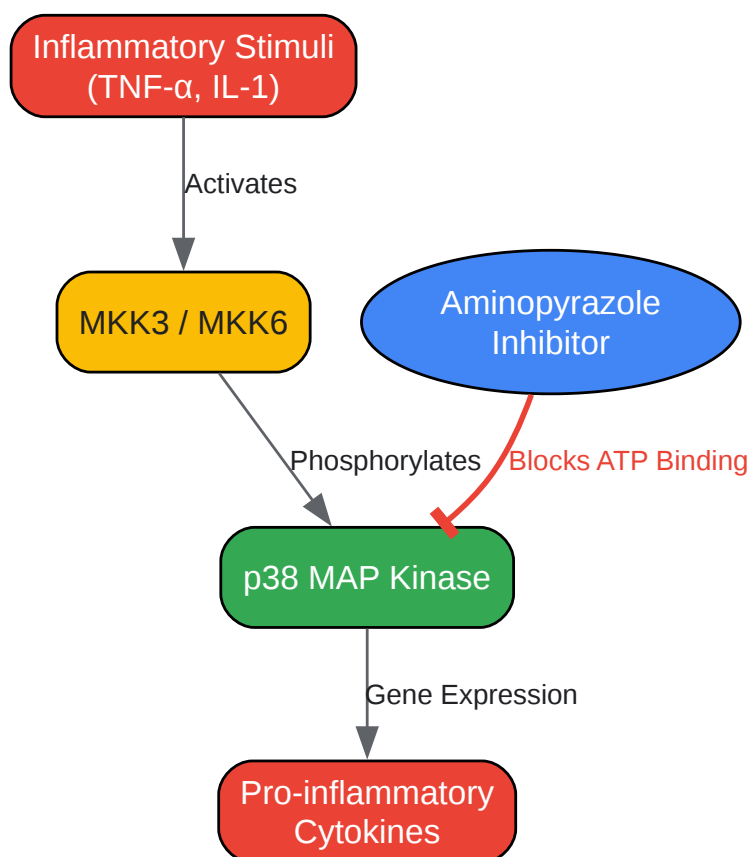 Inflammatory Stimuli
(TNF-α, IL-1)
Activates
MKK3 / MKK6
Aminopyrazole
Inhibitor
Phosphorylates
Blocks ATP Binding
p38 MAP Kinase
Gene Expression
Pro-inflammatory
Cytokines